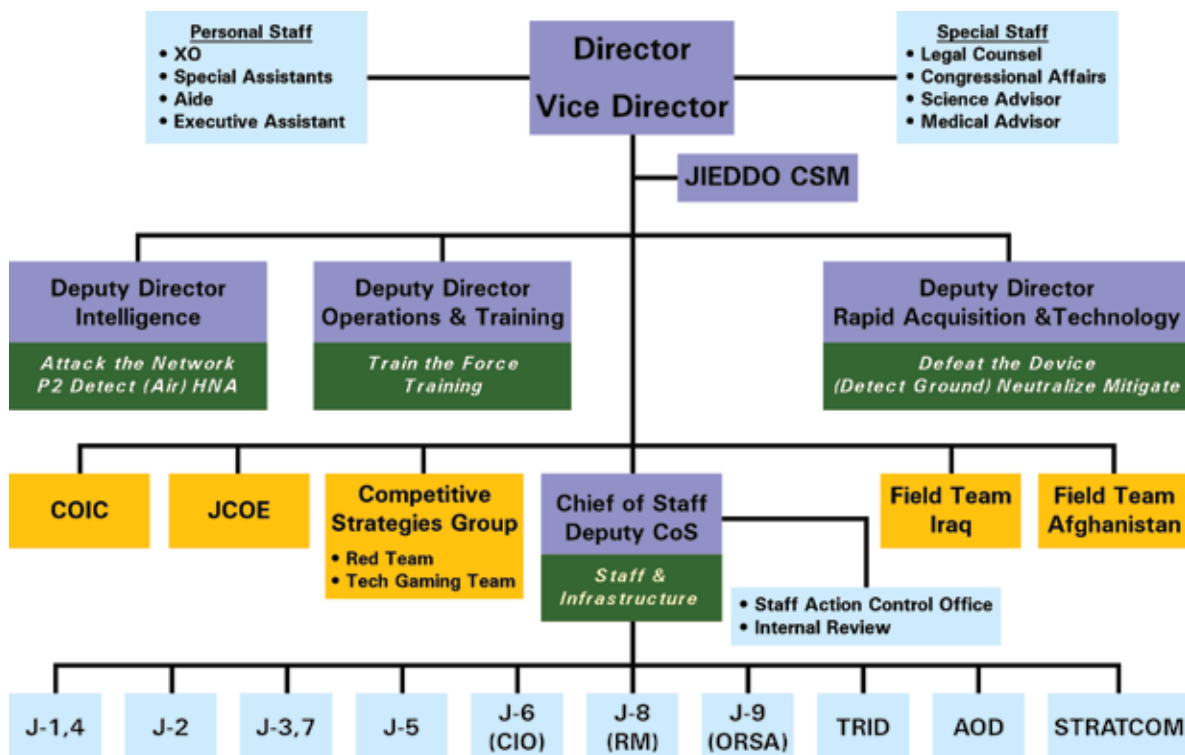 Personal Staff
• XO
• Special Assistants
• Aide
• Executive Assistant
Director
Vice Director
Special Staff
• Legal Counsel
• Congressional Affairs
• Science Advisor
• Medical Advisor
JIEDDO CSM
Deputy Director
Intelligence
Attack the Network
P2 Detect (Air) HNA
Deputy Director
Operations & Training
Train the Force
Training
Deputy Director
Rapid Acquisition &Technology
Defeat the Device
(Detect Ground) Neutralize Mitigate
COIC
JCOE
Competitive
Strategies Group
• Red Team
• Tech Gaming Team
Chief of Staff
Deputy CoS
Staff &
Infrastructure
Field Team
Iraq
Field Team
Afghanistan
• Staff Action Control Office
• Internal Review
J-1,4
J-2
J-3,7
J-5
J-6
(CIO)
J-8
(RM)
J-9
(ORSA)
TRID
AOD
STRATCOM